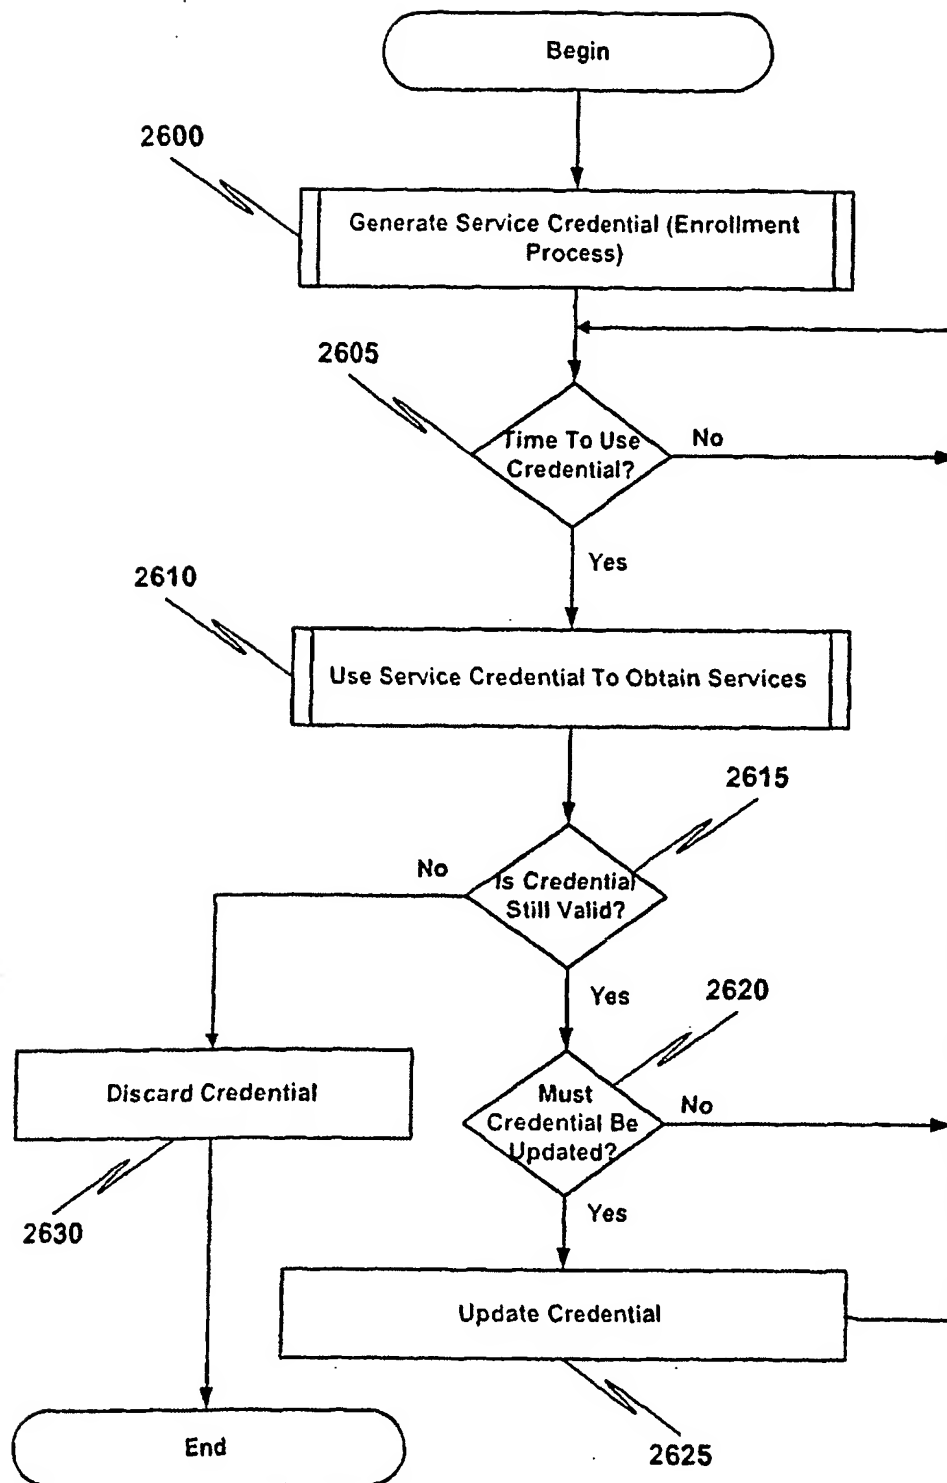 Begin
2600
Generate Service Credential (Enrollment
Process)
2605
Time To Use
Credential?
No
Yes
2610
Use Service Credential To Obtain Services
2615
No
Is Credential
Still Valid?
Yes
2620
Discard Credential
Must
Credential Be
Updated?
No
2630
Yes
Update Credential
End
2625